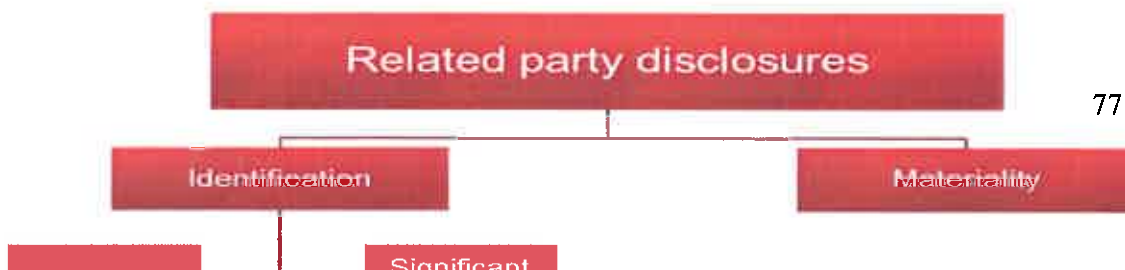 Related party disclosures
77
Identification
Materiality
Significant